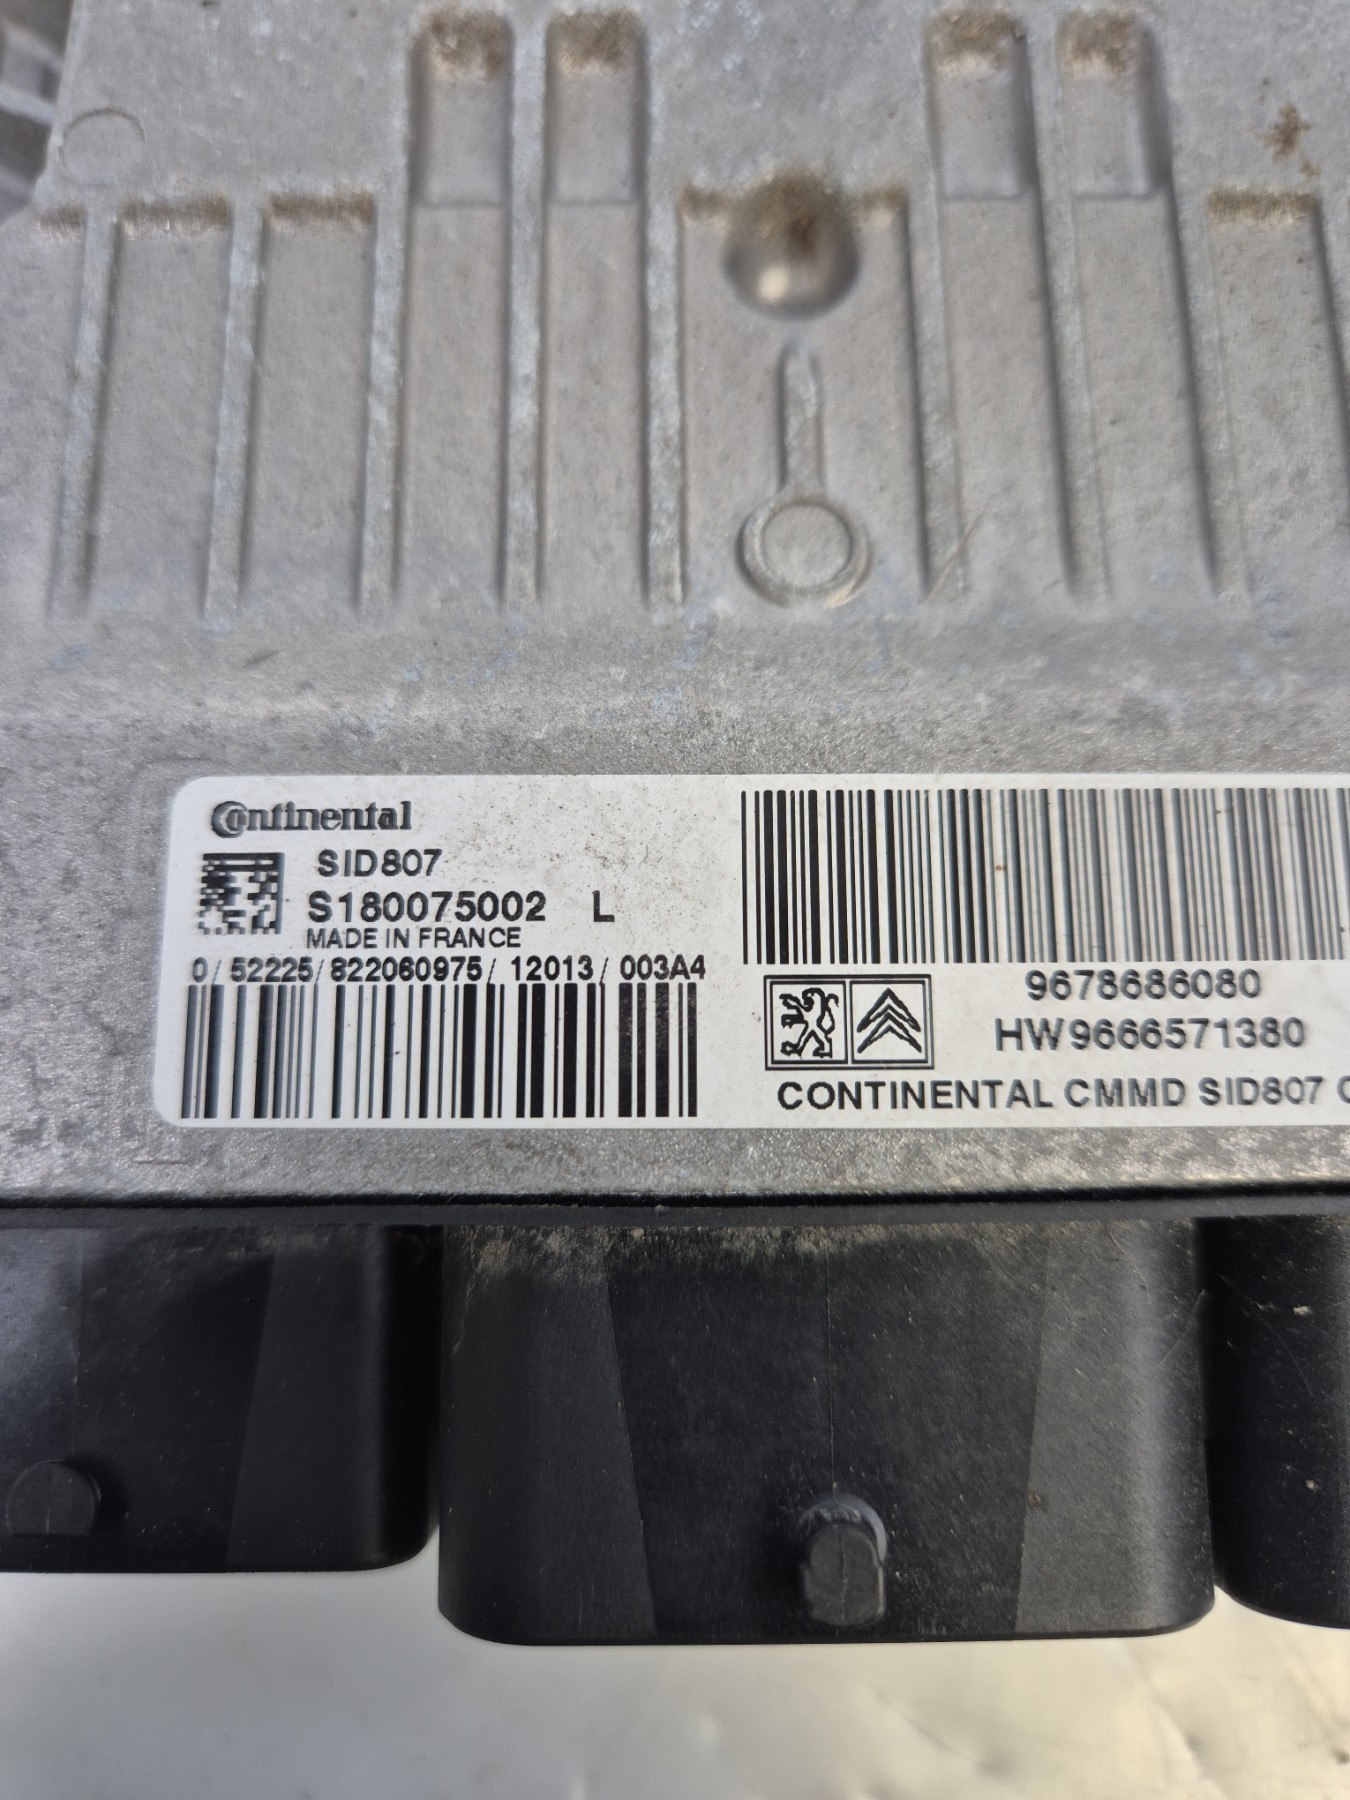 Continental
SID807
S180075002 L
MADE IN FRANCE
0/52225/822060975/12013/003A4
9678686080
HW9666571380
CONTINENTAL CMMD SID807